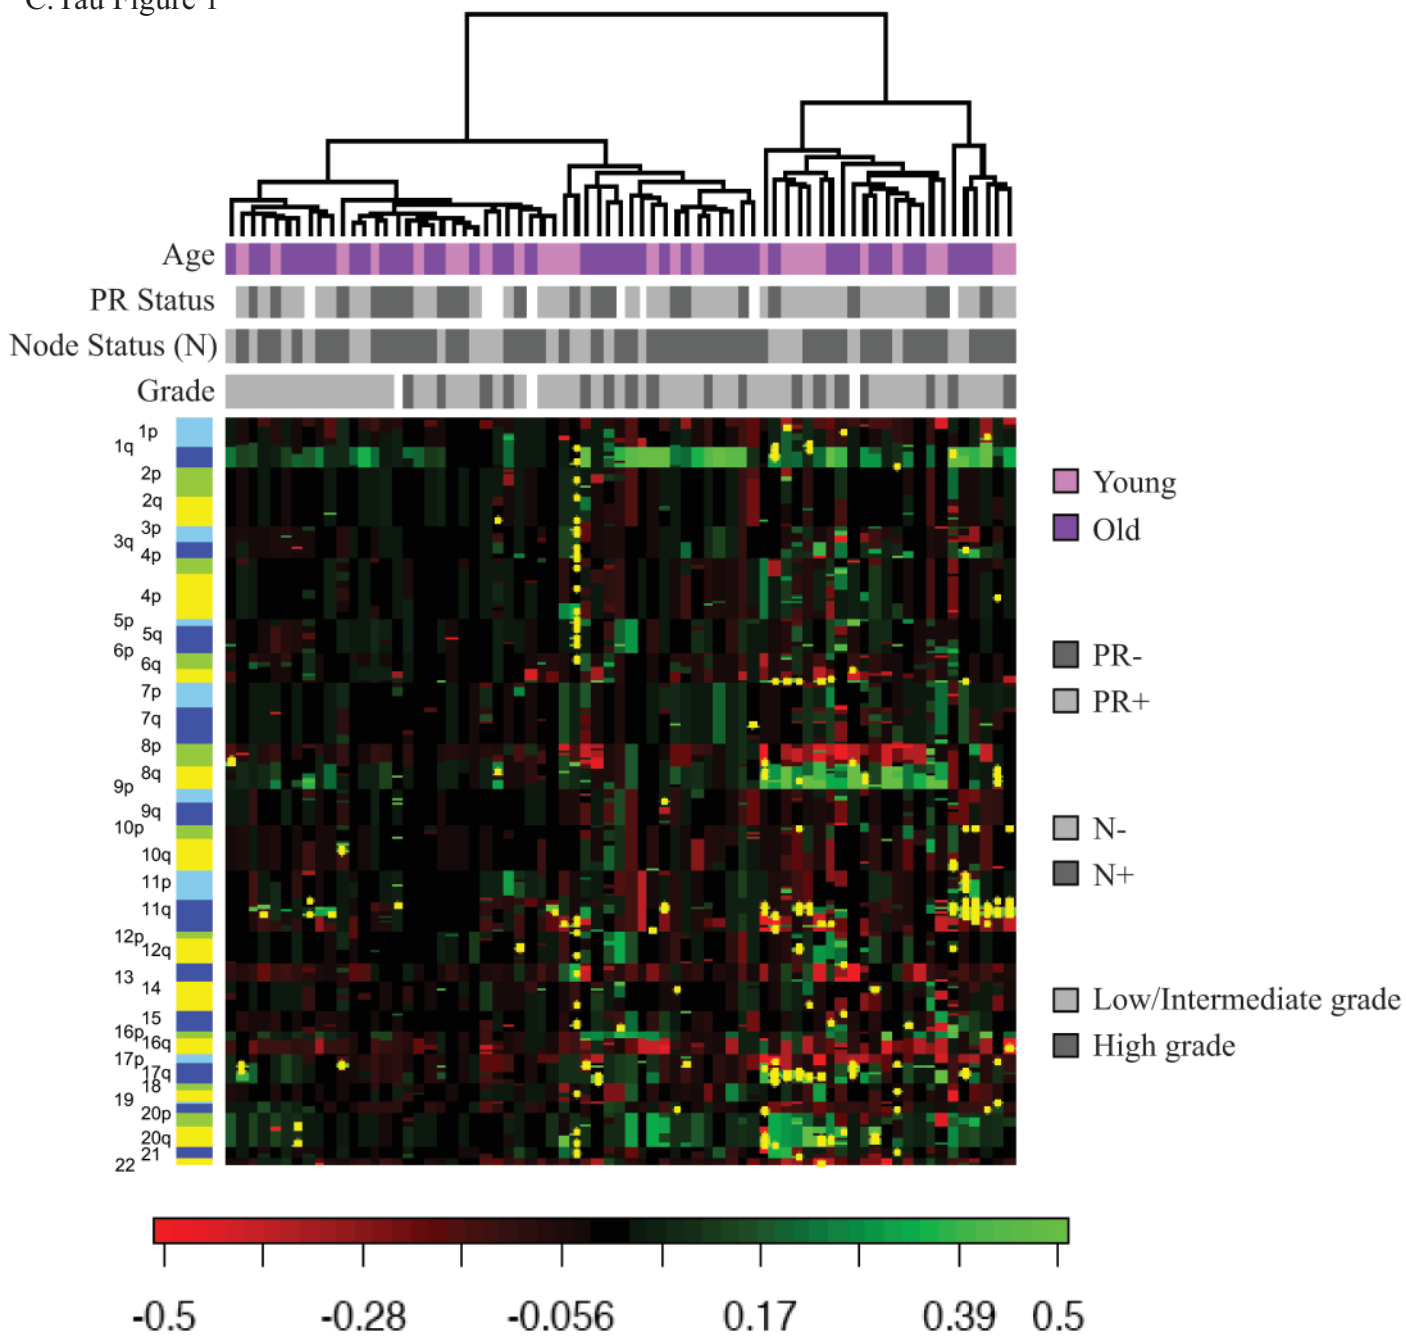 C. Yau Figure 1
Age
PR Status
Node Status (N)
Grade
1p
1q
2p
2q
3p
3q
4p
4p
5p
5q
6p
6q
7p
7q
8p
8q
9p
9q
10p
10q
11p
11q
12p
12q
13
14
15
16p
16q
17p
17q
18
19
20p
20q
21
22
Young
Old
PR-
PR+
N-
N+
Low/Intermediate grade
High grade
-0.5 -0.28 -0.056 0.17 0.39 0.5